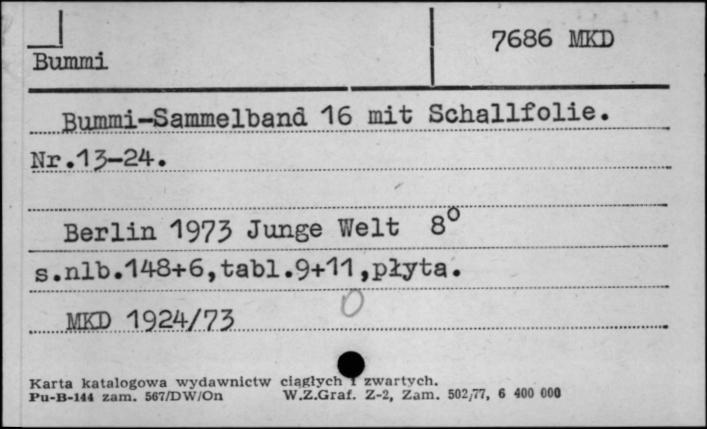 7686 MKD
Bummi
Bummi-Sammelband 16 mit Schallfolie.
Nr.13-24.
Berlin 1973 Junge Welt 8°
s.nlb.148+6,tabl.9+11,płyta.
MKD 1924/73
Karta katalogowa wydawnictw ciągłych i zwartych.
Pu-B-144 zam. 567/DW/On W.Z.Graf. Z-2, Zam. 502/77, 6 400 000